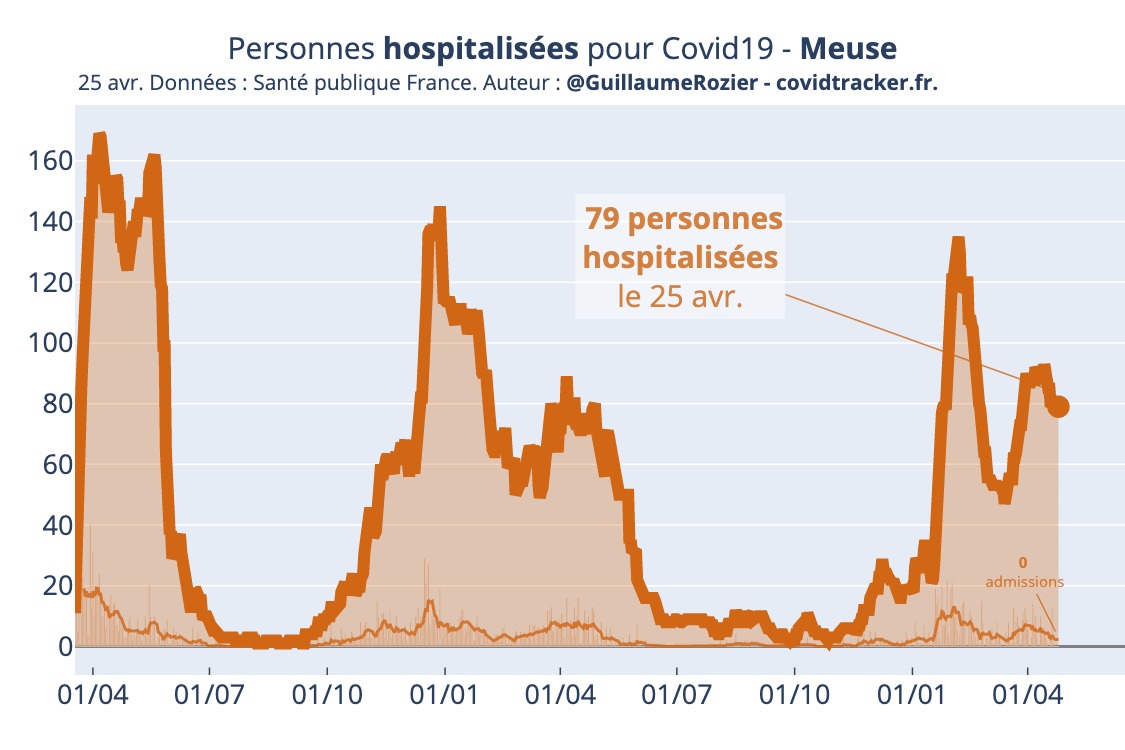 Personnes hospitalisées pour Covid19 - Meuse
25 avr. Données : Santé publique France. Auteur : @GuillaumeRozier - covidtracker.fr.
160
140
120
100
80
60
40
20
0
79 personnes
hospitalisées
le 25 avr.
0
admissions
01/04 01/07 01/10 01/01 01/04 01/07 01/10 01/01 01/04